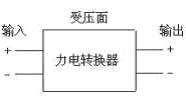 受压面
输入
输出
+
力电转换器
+
－
－